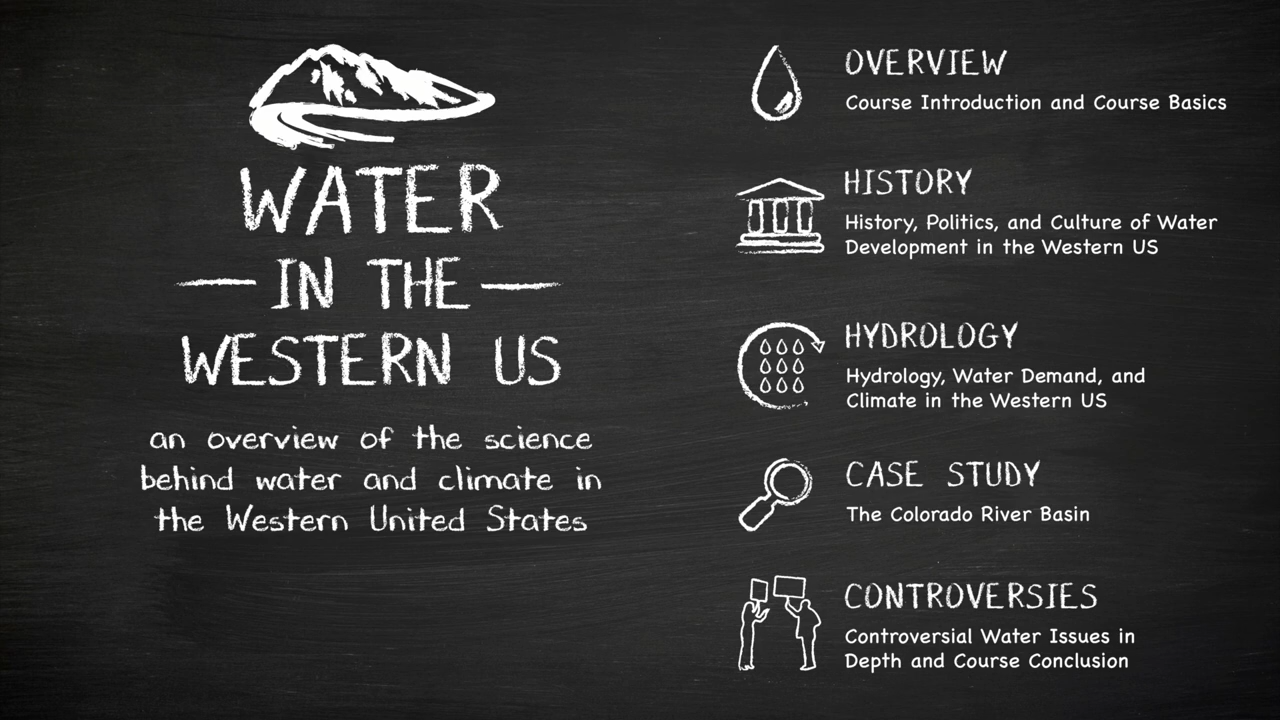 WATER
IN THE
WESTERN US
an overview of the science
behind water and climate in
the Western United States
OVERVIEW
Course Introduction and Course Basics
HISTORY
History, Politics, and Culture of Water
Development in the Western US
HYDROLOGY
Hydrology, Water Demand, and
Climate in the Western US
CASE STUDY
The Colorado River Basin
CONTROVERSIES
Controversial Water Issues in
Depth and Course Conclusion